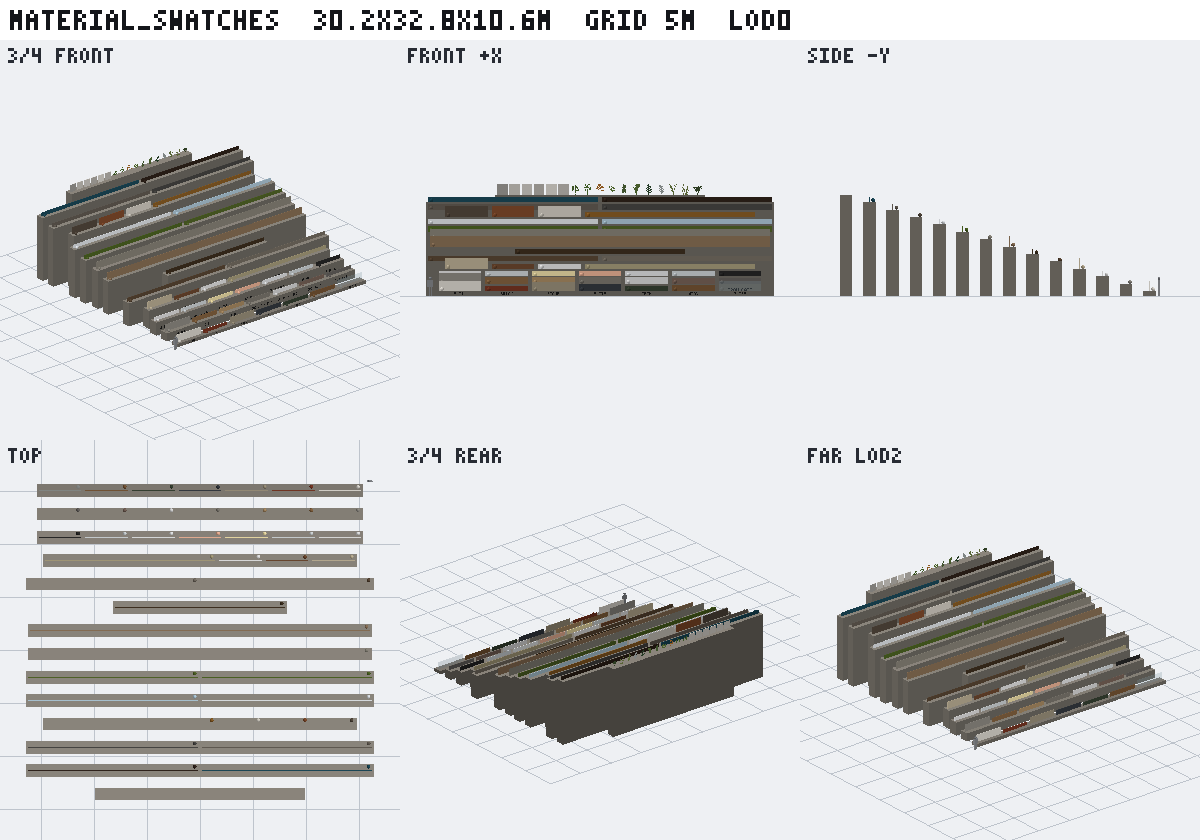 MATERIAL_SWATCHES 30.2X32.8X10.6M GRID 5M LOD0
3/4 FRONT
FRONT +X
SIDE -Y
TOP
3/4 REAR
FAR LOD2